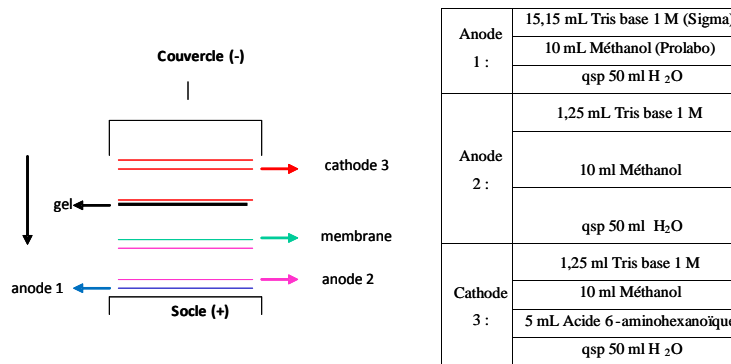 Couvercle (-)
cathode 3
gel
membrane
anode 2
anode 1
Socle (+)
Anode
1 :
15,15 mL Tris base 1 M (Sigma)
10 mL Méthanol (Prolabo)
qsp 50 ml H 2O
Anode
2 :
1,25 mL Tris base 1 M
10 ml Méthanol
qsp 50 ml H2O
Cathode
3 :
1,25 ml Tris base 1 M
10 ml Méthanol
5 mL Acide 6-aminohexanoïque
qsp 50 ml H 2O